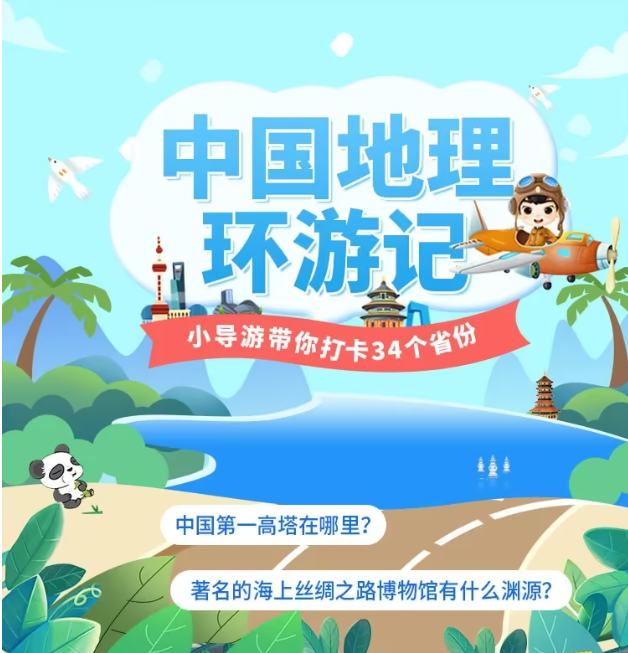 中国地理
环游记
小导游带你打卡34个省份
中国第一高塔在哪里?
著名的海上丝绸之路博物馆有什么渊源?